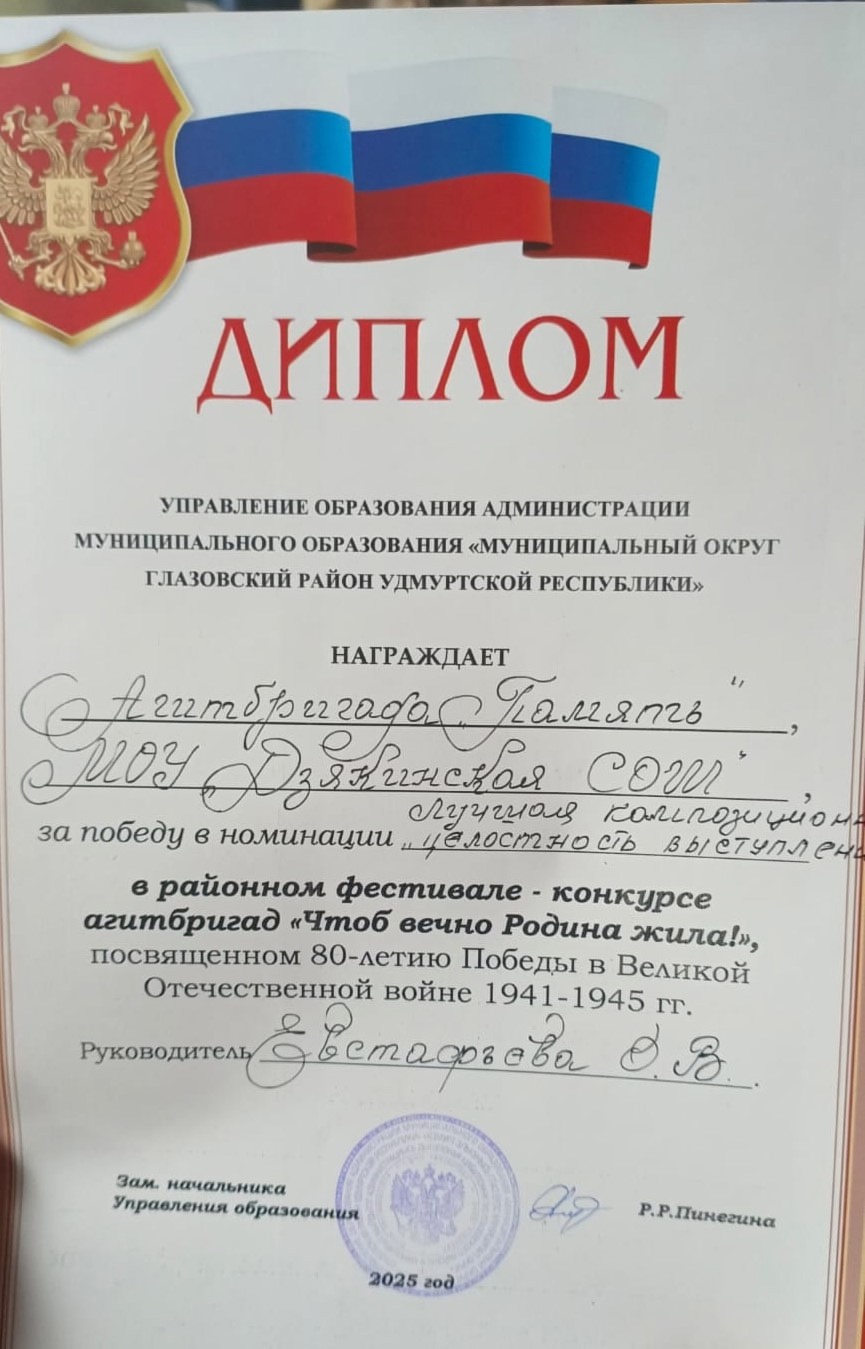 ДИПЛОМ
УПРАВЛЕНИЕ ОБРАЗОВАНИЯ АДМИНИСТРАЦИИ
МУНИЦИПАЛЬНОГО ОБРАЗОВАНИЯ «МУНИЦИПАЛЬНЫЙ ОКРУГ
ГЛАЗОВСКИЙ РАЙОН УДМУРТСКОЙ РЕСПУБЛИКИ»
НАГРАЖДАЕТ
Агитбригада „Память",
МОУ „Дзякинская СОШ",
лучшая композицион
за победу в номинации „целостность выступлен
в районном фестивале - конкурсе
агитбригад «Чтоб вечно Родина жила!»,
посвященном 80-летию Победы в Великой
Отечественной войне 1941-1945 гг.
Руководитель Евстафьева О.В.
Зам. начальника
Управления образования Р.Р.Пинегина
2025 год